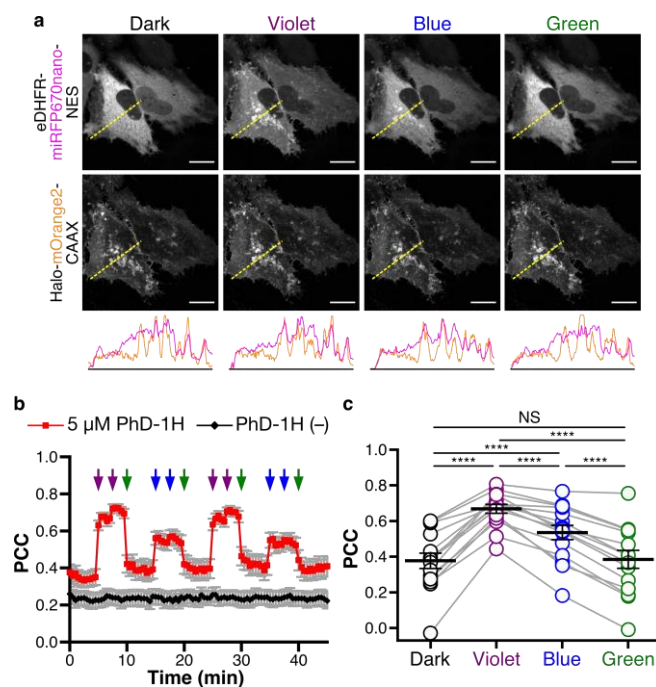 a
Dark Violet Blue Green
eDHFR-
miRFP670nano-
NES
Halo-mOrange2-
CAAX
b
5 µM PhD-1H PhD-1H (–)
PCC
1.0
0.8
0.6
0.4
0.2
0.0
0 10 20 30 40
Time (min)
c
NS
****
****
**** **** ****
PCC
1.0
0.8
0.6
0.4
0.2
0.0
Dark Violet Blue Green